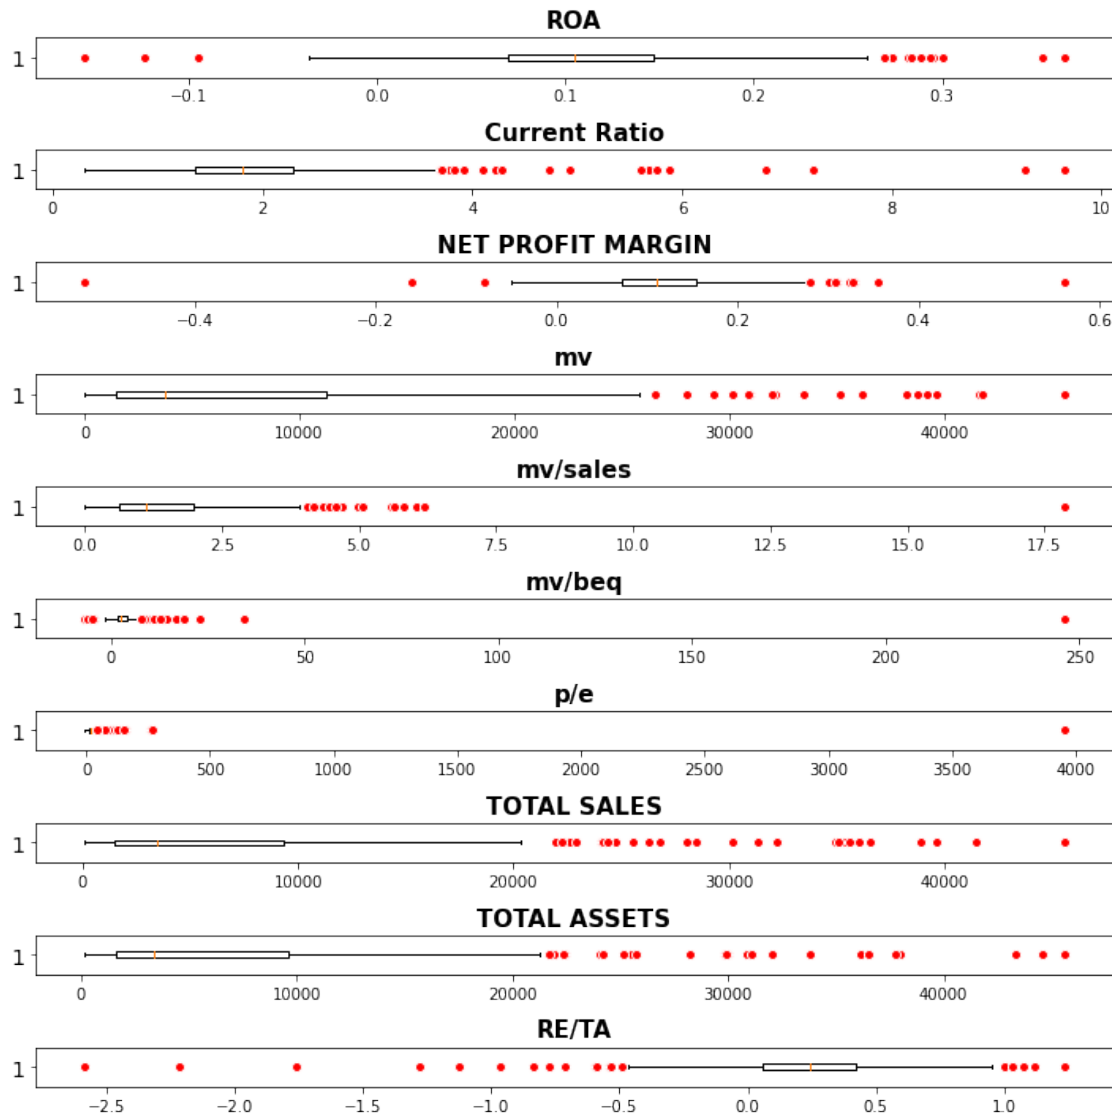 ROA
1
−0.1 0.0 0.1 0.2 0.3
Current Ratio
1
0 2 4 6 8 10
NET PROFIT MARGIN
1
−0.4 −0.2 0.0 0.2 0.4 0.6
mv
1
0 10000 20000 30000 40000
mv/sales
1
0.0 2.5 5.0 7.5 10.0 12.5 15.0 17.5
mv/beq
1
0 50 100 150 200 250
p/e
1
0 500 1000 1500 2000 2500 3000 3500 4000
TOTAL SALES
1
0 10000 20000 30000 40000
TOTAL ASSETS
1
0 10000 20000 30000 40000
RE/TA
1
−2.5 −2.0 −1.5 −1.0 −0.5 0.0 0.5 1.0